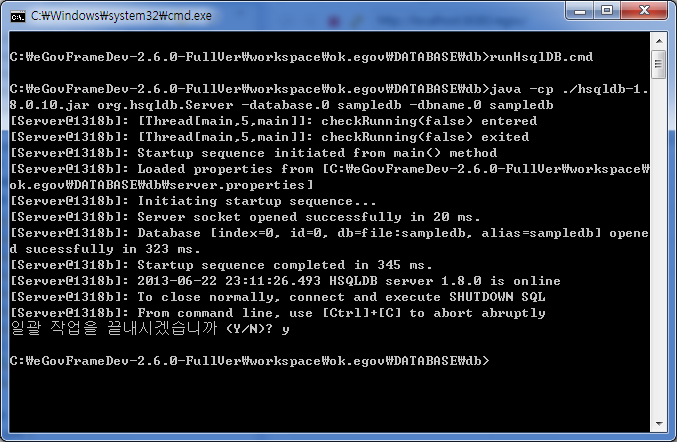 C:\Windows\system32\cmd.exe
C:₩eGovFrameDev-2.6.0-FullVer₩workspace₩ok.egov₩DATABASE₩db>runHsqlDB.cmd
C:₩eGovFrameDev-2.6.0-FullVer₩workspace₩ok.egov₩DATABASE₩db>java -cp ./hsqldb-1.
8.0.10.jar org.hsqldb.Server -database.0 sampledb -dbname.0 sampledb
[Server@1318b]: [Thread[main,5,main]]: checkRunning(false) entered
[Server@1318b]: [Thread[main,5,main]]: checkRunning(false) exited
[Server@1318b]: Startup sequence initiated from main() method
[Server@1318b]: Loaded properties from [C:₩eGovFrameDev-2.6.0-FullVer₩workspace₩
ok.egov₩DATABASE₩db₩server.properties]
[Server@1318b]: Initiating startup sequence...
[Server@1318b]: Server socket opened successfully in 20 ms.
[Server@1318b]: Database [index=0, id=0, db=file:sampledb, alias=sampledb] opene
d sucessfully in 323 ms.
[Server@1318b]: Startup sequence completed in 345 ms.
[Server@1318b]: 2013-06-22 23:11:26.493 HSQLDB server 1.8.0 is online
[Server@1318b]: To close normally, connect and execute SHUTDOWN SQL
[Server@1318b]: From command line, use [Ctrl]+[C] to abort abruptly
일괄 작업을 끝내시겠습니까 (Y/N)? y
C:₩eGovFrameDev-2.6.0-FullVer₩workspace₩ok.egov₩DATABASE₩db>